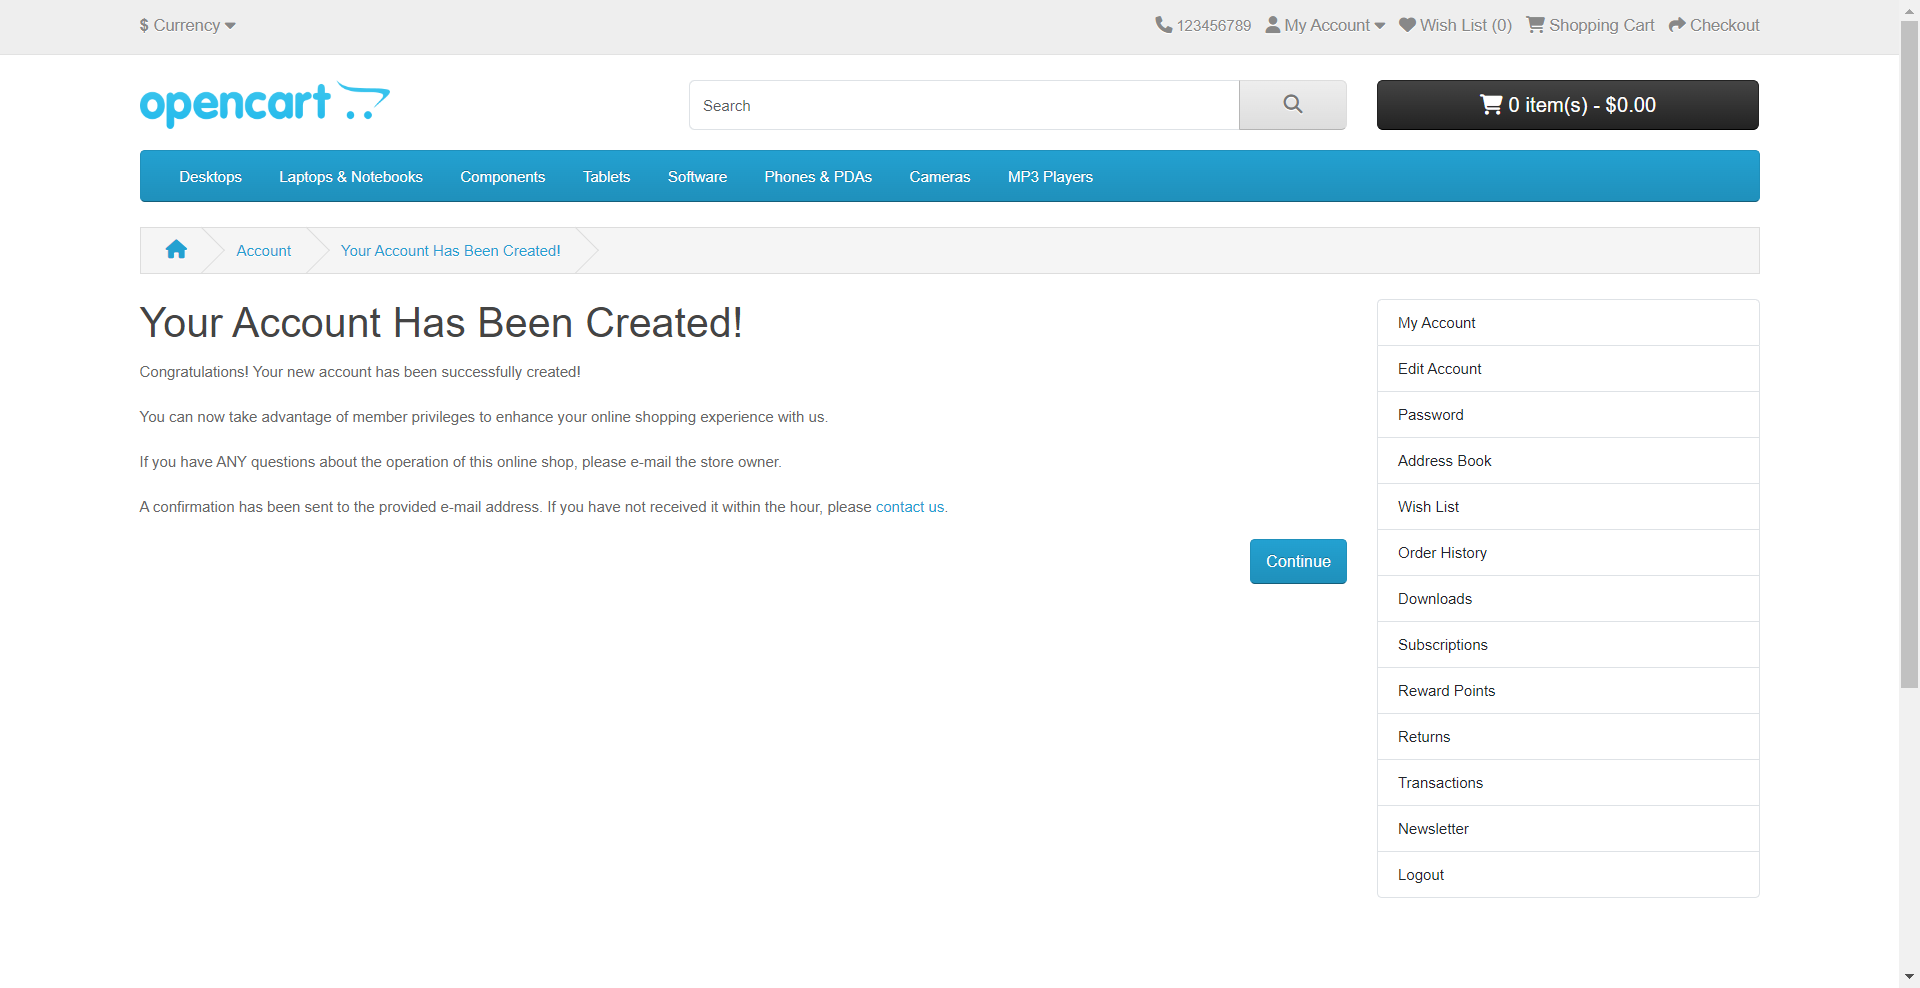 $ Currency
123456789 My Account Wish List (0) Shopping Cart Checkout
opencart
Search
0 item(s) - $0.00
Desktops Laptops & Notebooks Components Tablets Software Phones & PDAs Cameras MP3 Players
Account Your Account Has Been Created!
Your Account Has Been Created!
Congratulations! Your new account has been successfully created!
You can now take advantage of member privileges to enhance your online shopping experience with us.
If you have ANY questions about the operation of this online shop, please e-mail the store owner.
A confirmation has been sent to the provided e-mail address. If you have not received it within the hour, please contact us.
Continue
My Account
Edit Account
Password
Address Book
Wish List
Order History
Downloads
Subscriptions
Reward Points
Returns
Transactions
Newsletter
Logout